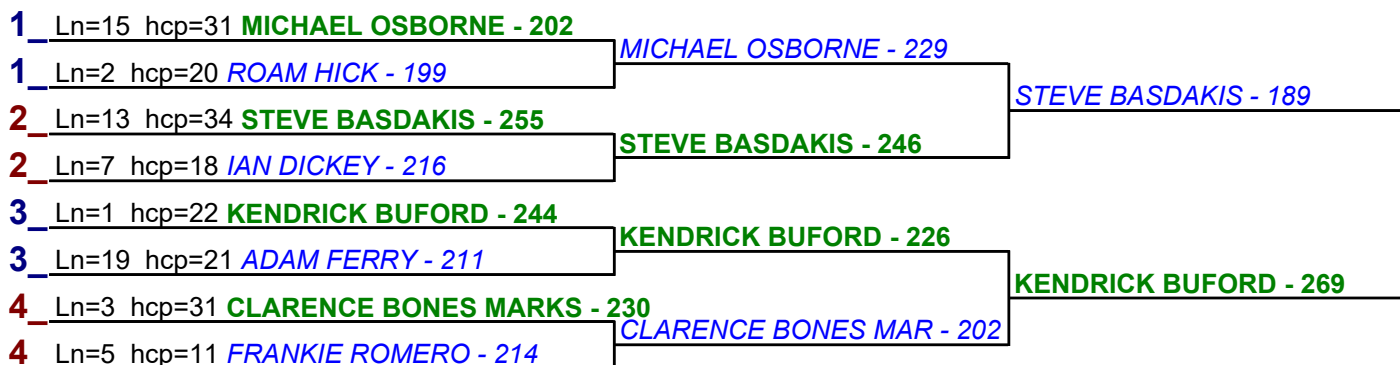 1_ Ln=15 hcp=31 MICHAEL OSBORNE - 202
MICHAEL OSBORNE - 229
1_ Ln=2 hcp=20 ROAM HICK - 199
STEVE BASDAKIS - 189
2_ Ln=13 hcp=34 STEVE BASDAKIS - 255
STEVE BASDAKIS - 246
2_ Ln=7 hcp=18 IAN DICKEY - 216
3_ Ln=1 hcp=22 KENDRICK BUFORD - 244
KENDRICK BUFORD - 226
3_ Ln=19 hcp=21 ADAM FERRY - 211
KENDRICK BUFORD - 269
4_ Ln=3 hcp=31 CLARENCE BONES MARKS - 230
CLARENCE BONES MAR - 202
4 Ln=5 hcp=11 FRANKIE ROMERO - 214